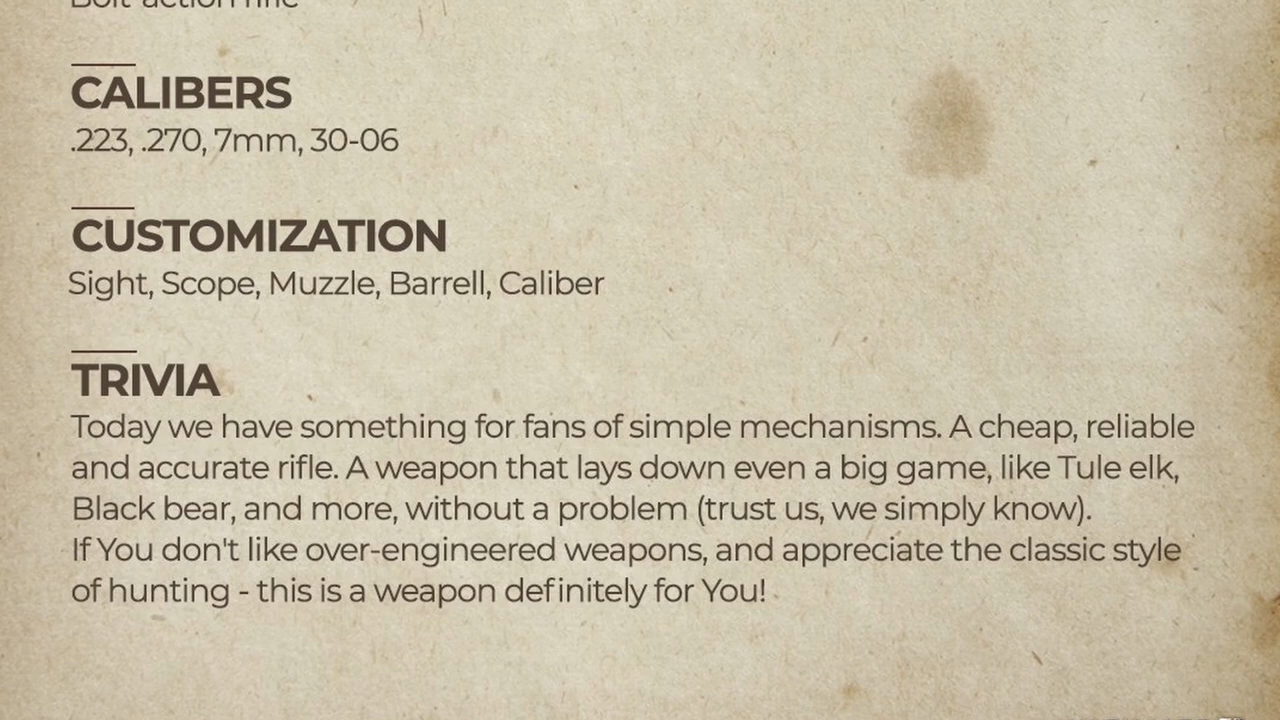 Bolt-action rifle
CALIBERS
.223, .270, 7mm, 30-06
CUSTOMIZATION
Sight, Scope, Muzzle, Barrell, Caliber
TRIVIA
Today we have something for fans of simple mechanisms. A cheap, reliable
and accurate rifle. A weapon that lays down even a big game, like Tule elk,
Black bear, and more, without a problem (trust us, we simply know).
If You don't like over-engineered weapons, and appreciate the classic style
of hunting - this is a weapon definitely for You!